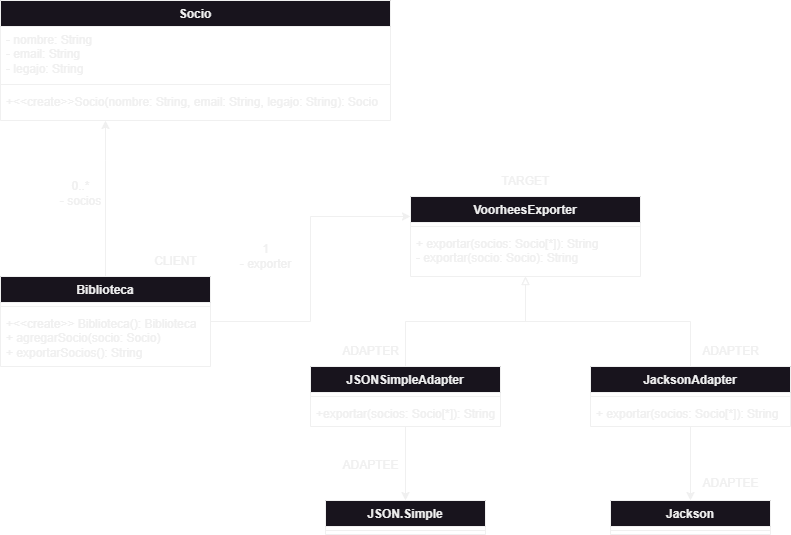 Socio
- nombre: String
- email: String
- legajo: String
+<<create>>Socio(nombre: String, email: String, legajo: String): Socio
0..*
- socios
TARGET
VoorheesExporter
+ exportar(socios: Socio[*]): String
- exportar(socio: Socio): String
1
- exporter
CLIENT
Biblioteca
+<<create>> Biblioteca(): Biblioteca
+ agregarSocio(socio: Socio)
+ exportarSocios(): String
ADAPTER
JSONSimpleAdapter
+exportar(socios: Socio[*]): String
ADAPTER
JacksonAdapter
+ exportar(socios: Socio[*]): String
ADAPTEE
JSON.Simple
ADAPTEE
Jackson